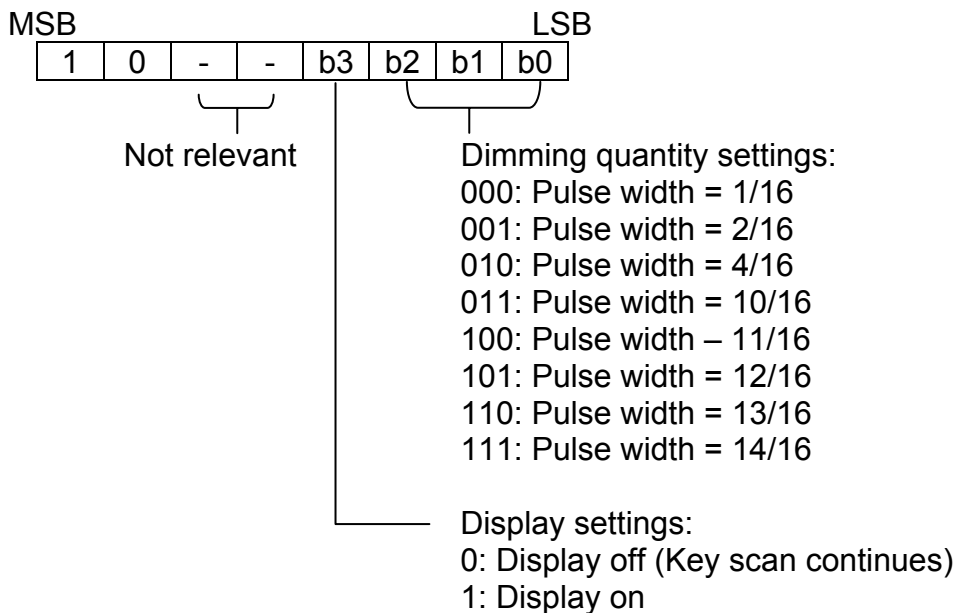 MSB LSB
1 0 - - b3 b2 b1 b0
Not relevant
Dimming quantity settings:
000: Pulse width = 1/16
001: Pulse width = 2/16
010: Pulse width = 4/16
011: Pulse width = 10/16
100: Pulse width – 11/16
101: Pulse width = 12/16
110: Pulse width = 13/16
111: Pulse width = 14/16
Display settings:
0: Display off (Key scan continues)
1: Display on